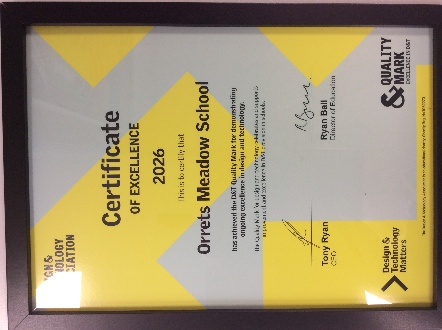 Certificate
OF EXCELLENCE
2026
This is to certify that
Orrets Meadow School
has achieved the D&T Quality Mark for demonstrating
ongoing excellence in design and technology.
Tony Ryan
CEO
Ryan Ball
Director of Education
Design &
Technology
Matters
QUALITY
MARK
EXCELLENCE IN D&T